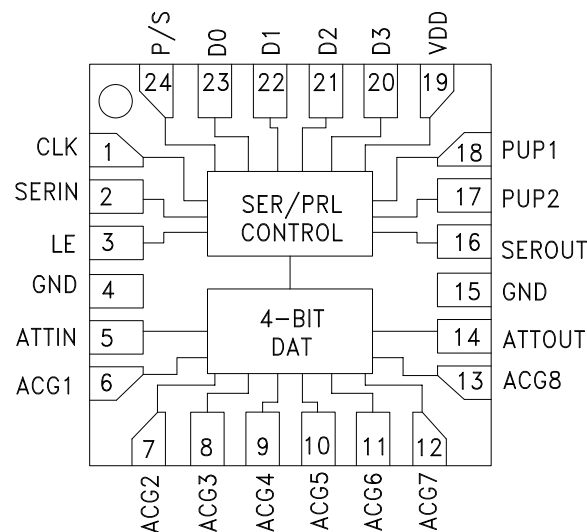 P/S
D0
D1
D2
D3
VDD
24
23
22
21
20
19
CLK
1
18
PUP1
SERIN
2
17
PUP2
SER/PRL
CONTROL
LE
3
16
SEROUT
GND
4
15
GND
4-BIT
DAT
ATTIN
5
14
ATTOUT
ACG1
6
13
ACG8
7
8
9
10
11
12
ACG2
ACG3
ACG4
ACG5
ACG6
ACG7